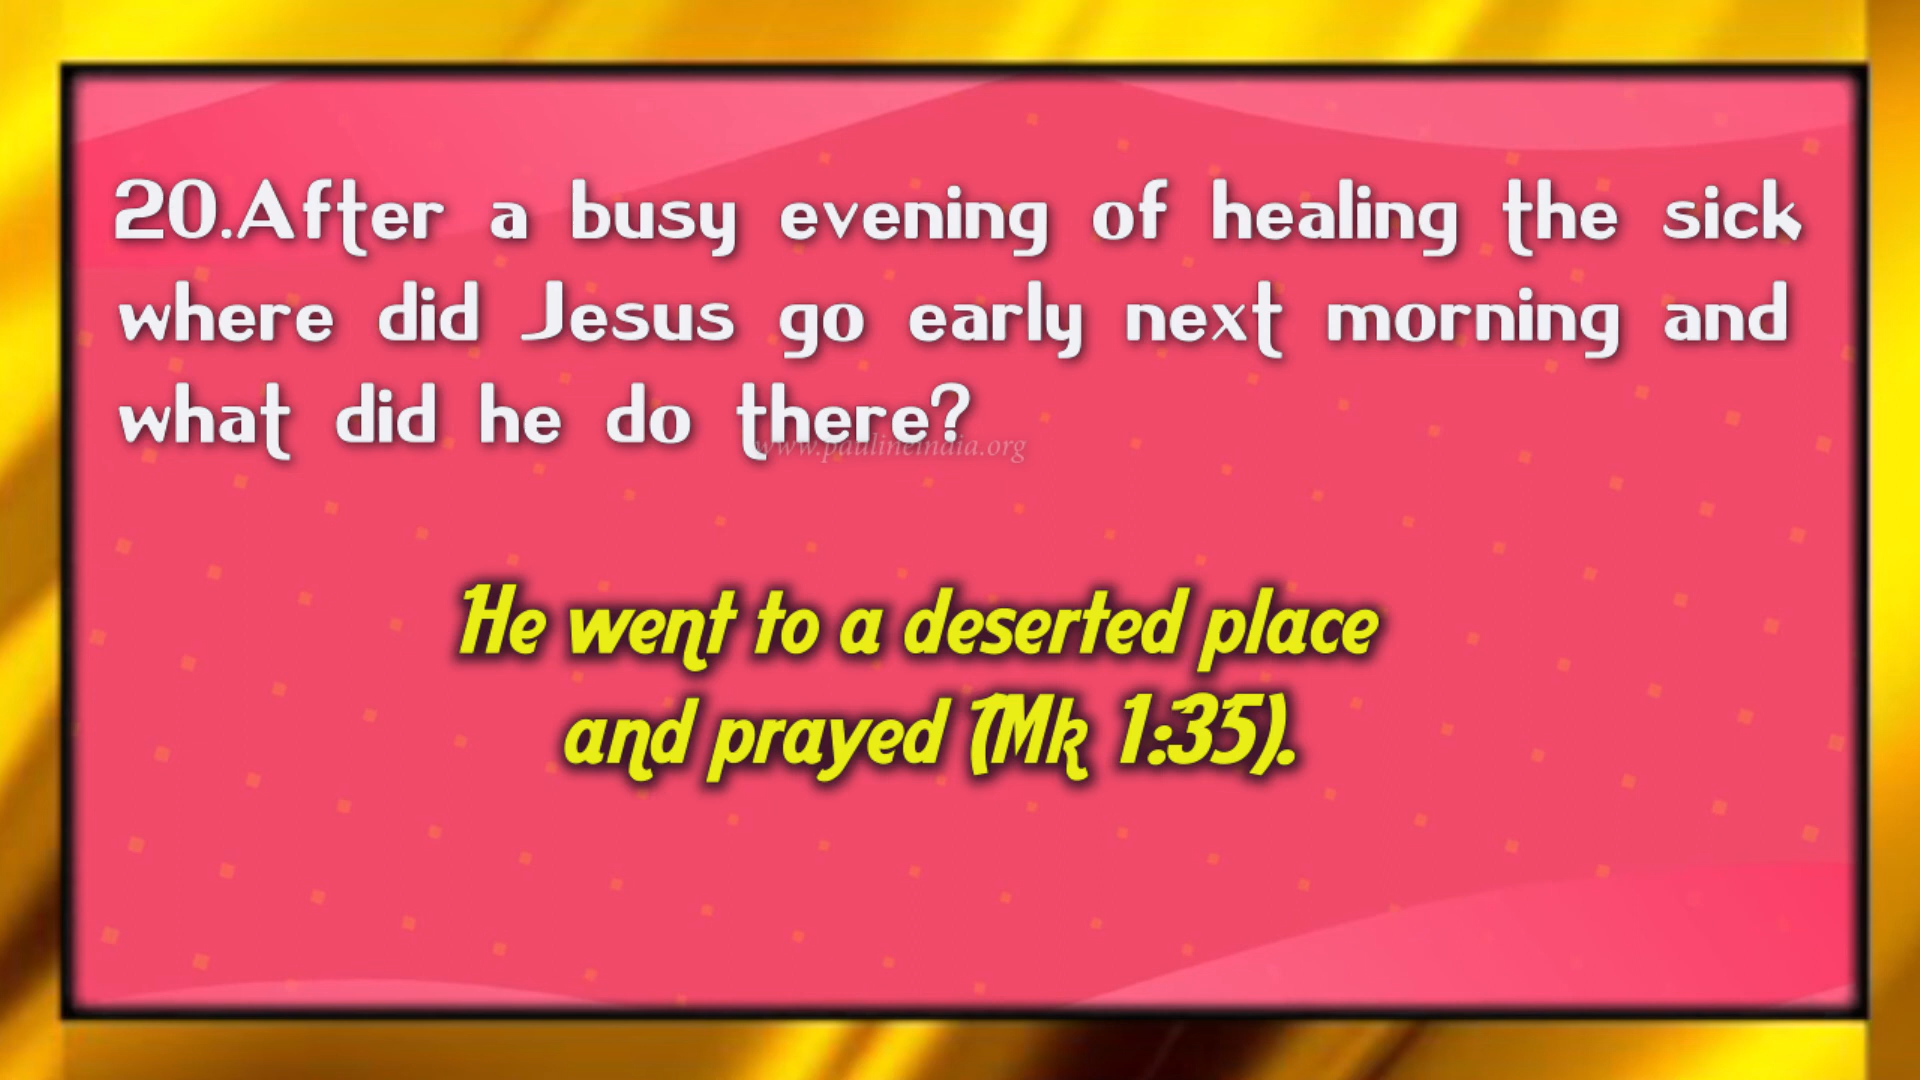 20.After a busy evening of healing the sick
where did Jesus go early next morning and
what did he do there?
www.paulineindia.org
He went to a deserted place
and prayed (Mk 1:35).